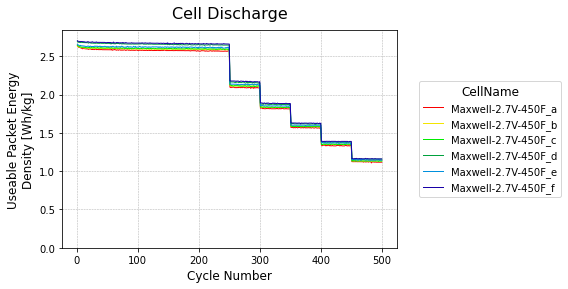 Cell Discharge
Useable Packet Energy
Density [Wh/kg]
2.5
2.0
1.5
1.0
0.5
0.0
0
100
200
300
400
500
Cycle Number
CellName
Maxwell-2.7V-450F_a
Maxwell-2.7V-450F_b
Maxwell-2.7V-450F_c
Maxwell-2.7V-450F_d
Maxwell-2.7V-450F_e
Maxwell-2.7V-450F_f